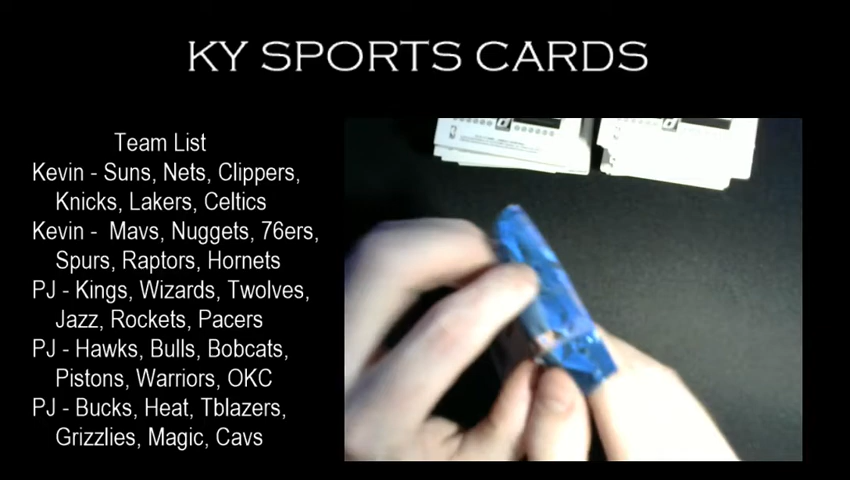 KY SPORTS CARDS
Team List
Kevin - Suns, Nets, Clippers,
Knicks, Lakers, Celtics
Kevin - Mavs, Nuggets, 76ers,
Spurs, Raptors, Hornets
PJ - Kings, Wizards, Twolves,
Jazz, Rockets, Pacers
PJ - Hawks, Bulls, Bobcats,
Pistons, Warriors, OKC
PJ - Bucks, Heat, Tblazers,
Grizzlies, Magic, Cavs